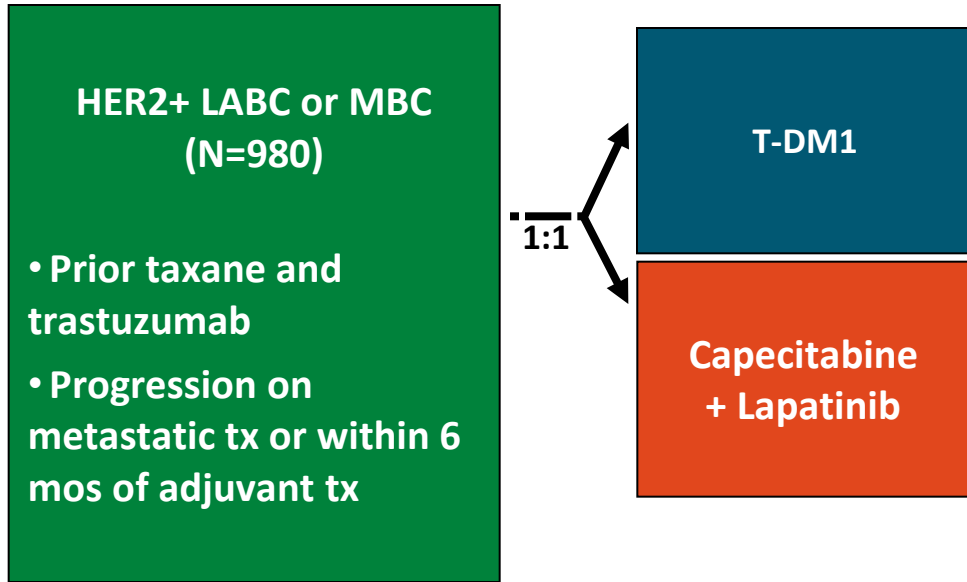 HER2+ LABC or MBC
(N=980)
• Prior taxane and
trastuzumab
• Progression on
metastatic tx or within 6
mos of adjuvant tx
1:1
T-DM1
Capecitabine
+ Lapatinib